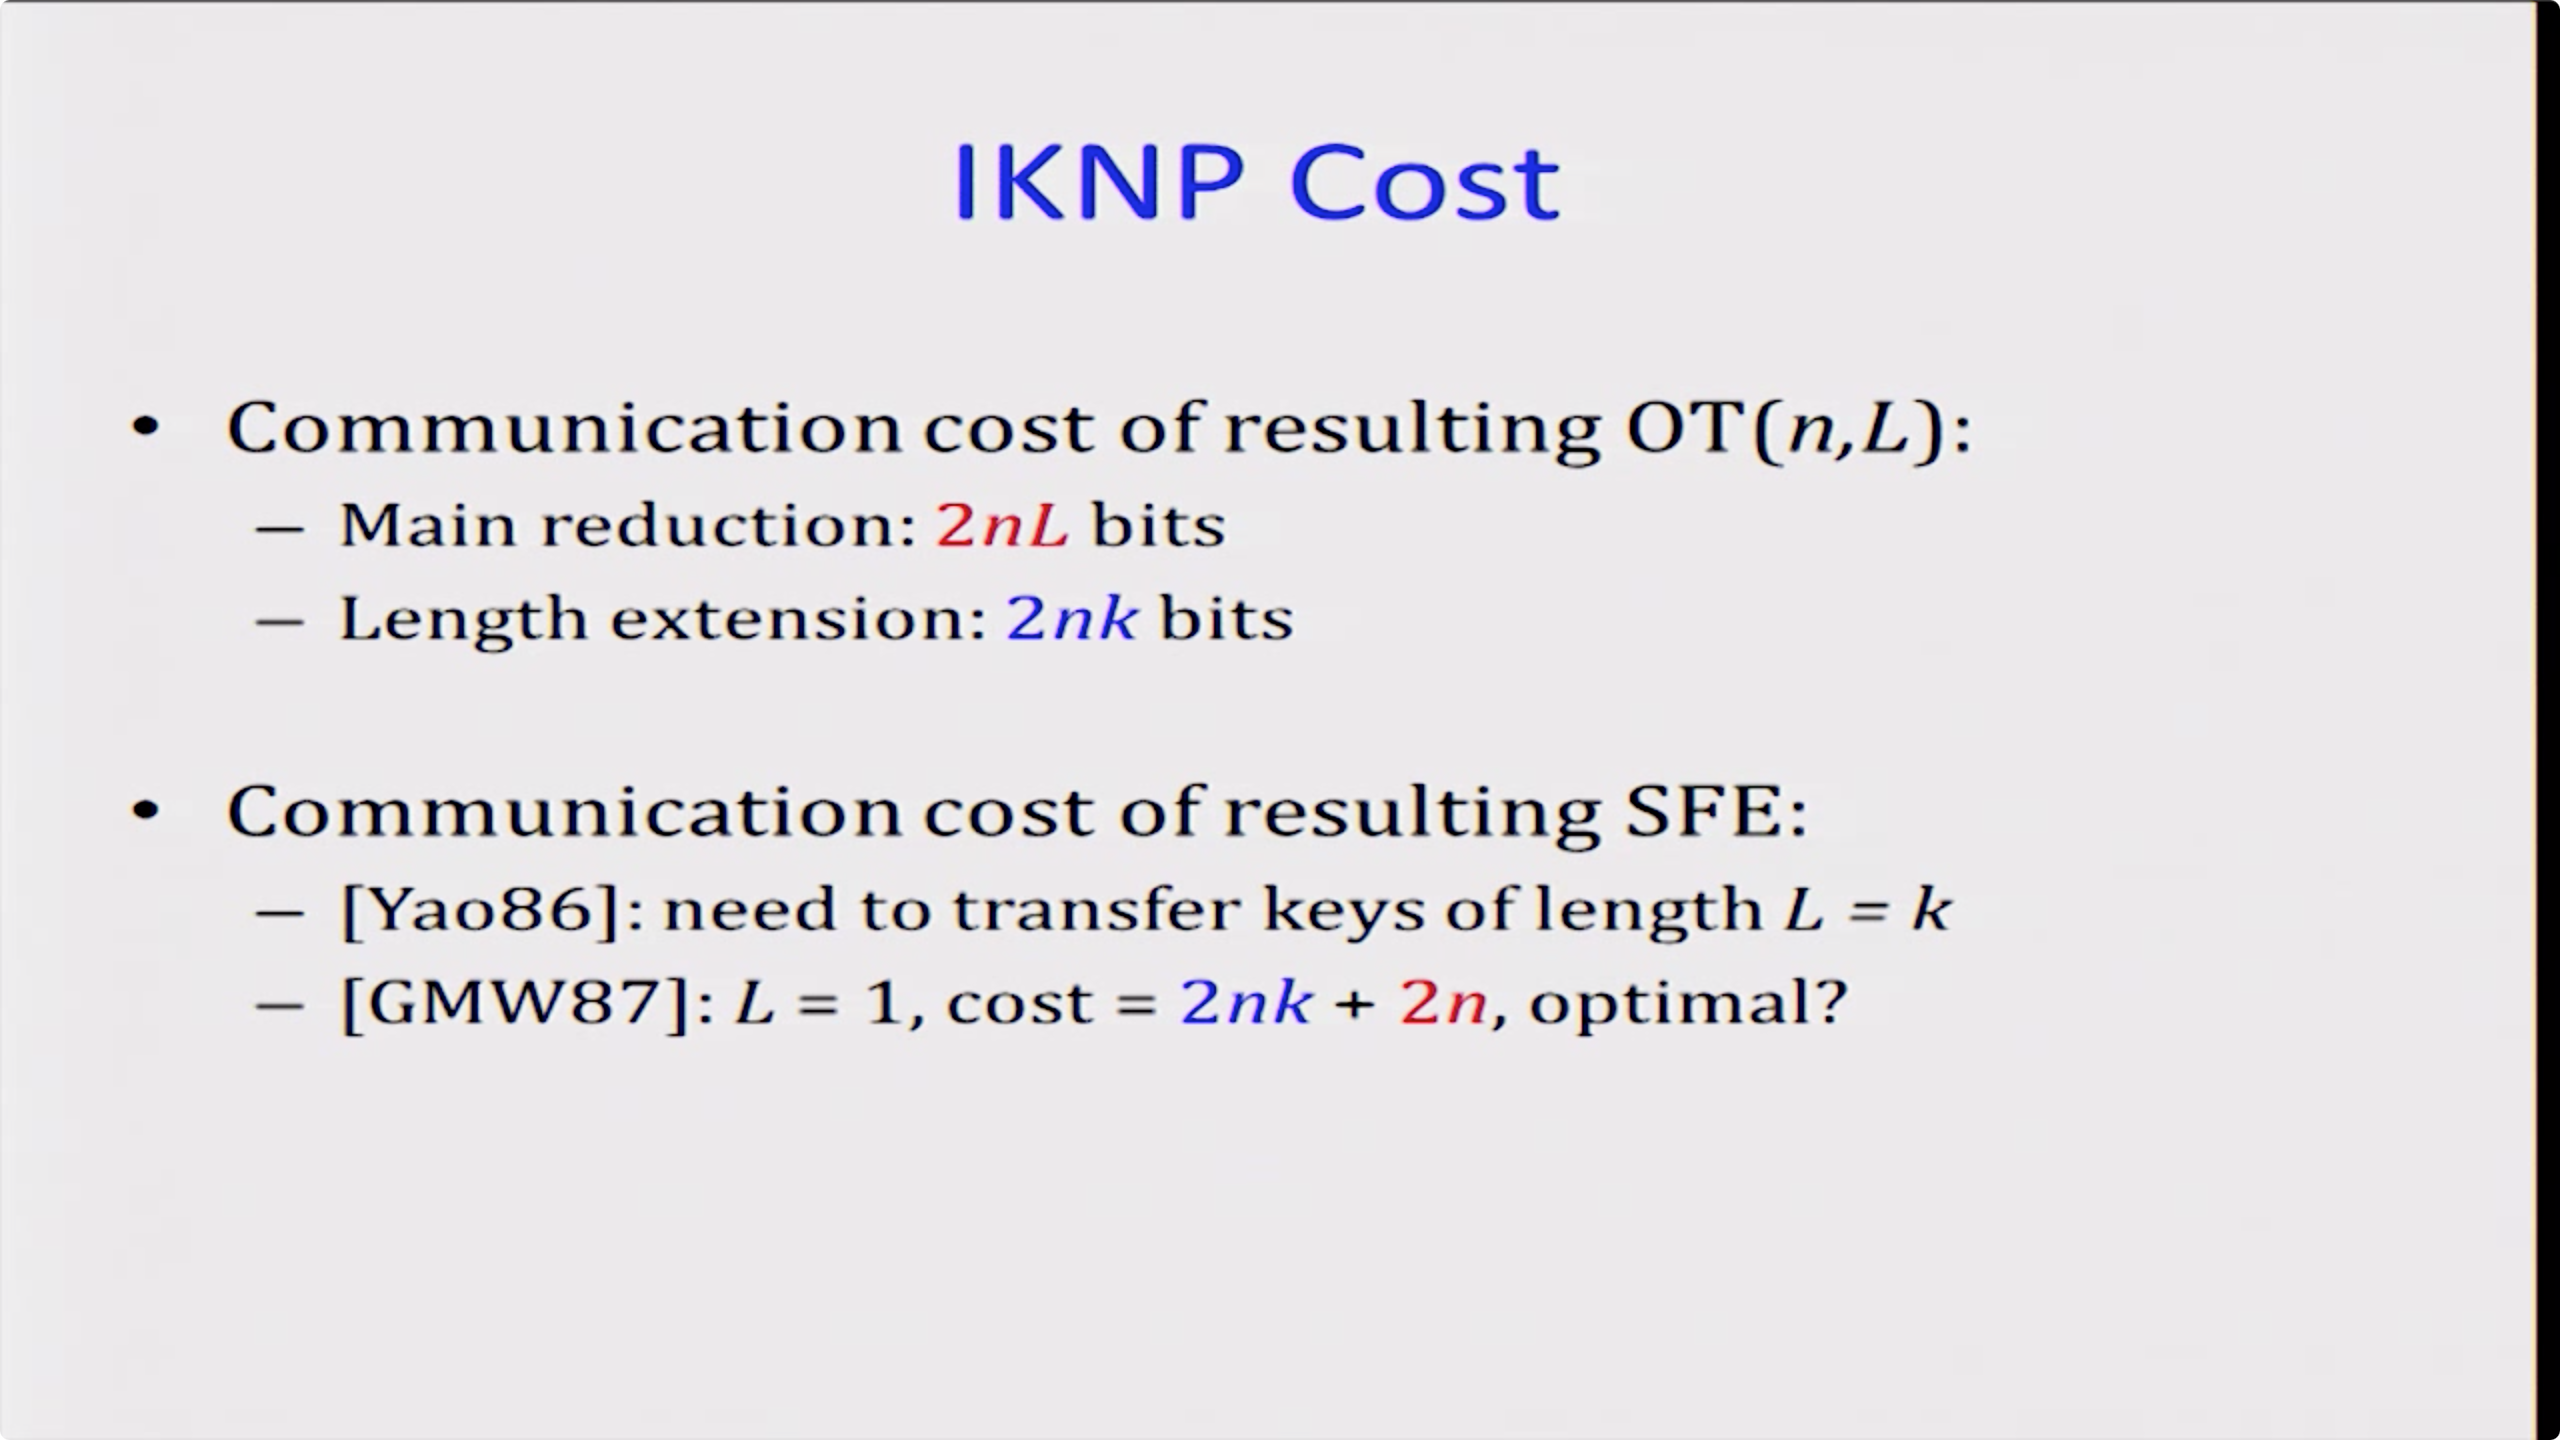 IKNP Cost
• Communication cost of resulting OT(n,L):
– Main reduction: 2nL bits
– Length extension: 2nk bits
• Communication cost of resulting SFE:
– [Yao86]: need to transfer keys of length L = k
– [GMW87]: L = 1, cost = 2nk + 2n, optimal?